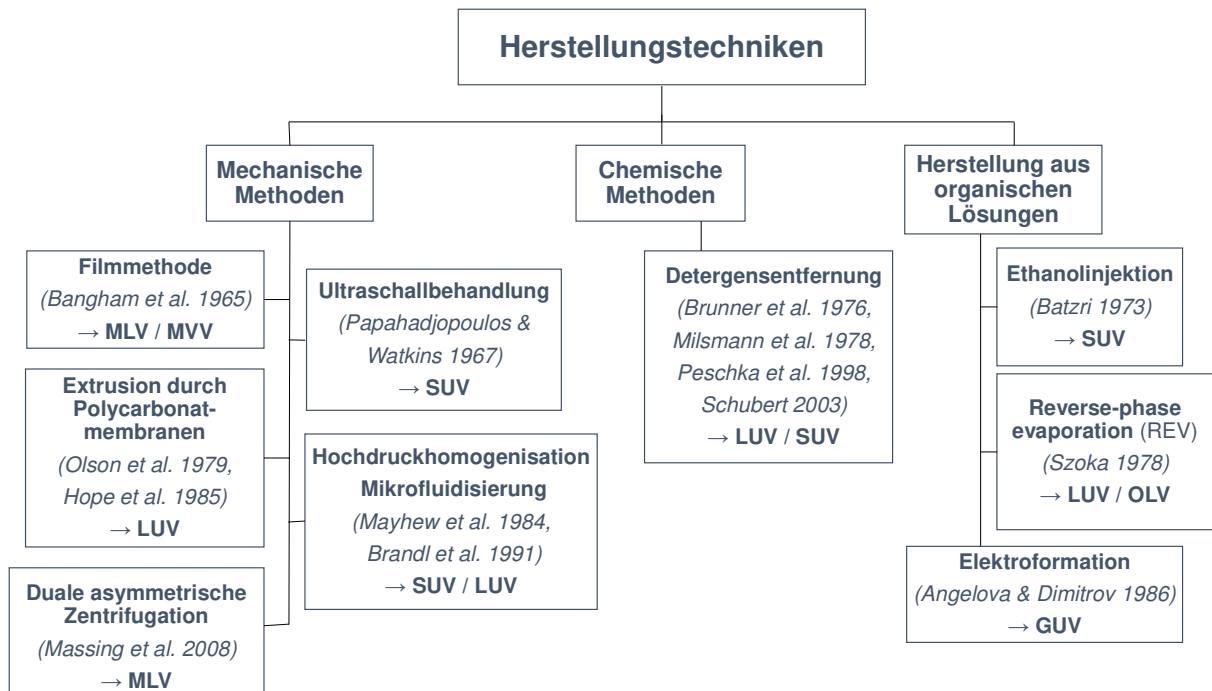 Herstellungstechniken
Mechanische
Methoden
Filmmethode
(Bangham et al. 1965)
→ MLV / MVV
Ultraschallbehandlung
(Papahadjopoulos &
Watkins 1967)
→ SUV
Extrusion durch
Polycarbonat-
membranen
(Olson et al. 1979,
Hope et al. 1985)
→ LUV
Hochdruckhomogenisation
Mikrofluidisierung
(Mayhew et al. 1984,
Brandl et al. 1991)
→ SUV / LUV
Duale asymmetrische
Zentrifugation
(Massing et al. 2008)
→ MLV
Chemische
Methoden
Detergensentfernung
(Brunner et al. 1976,
Milsmann et al. 1978,
Peschka et al. 1998,
Schubert 2003)
→ LUV / SUV
Herstellung aus
organischen
Lösungen
Ethanolinjektion
(Batzri 1973)
→ SUV
Reverse-phase
evaporation (REV)
(Szoka 1978)
→ LUV / OLV
Elektroformation
(Angelova & Dimitrov 1986)
→ GUV